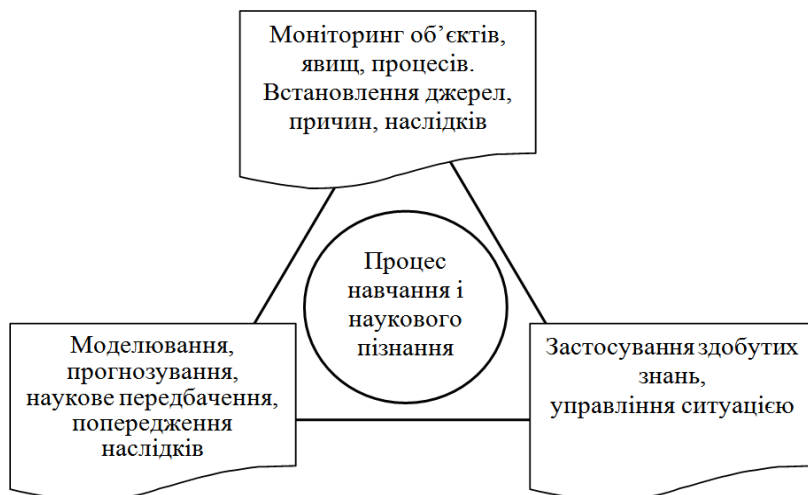 Моніторинг об’єктів,
явищ, процесів.
Встановлення джерел,
причин, наслідків
Процес
навчання і
наукового
пізнання
Моделювання,
прогнозування,
наукове передбачення,
попередження
наслідків
Застосування здобутих
знань,
управління ситуацією